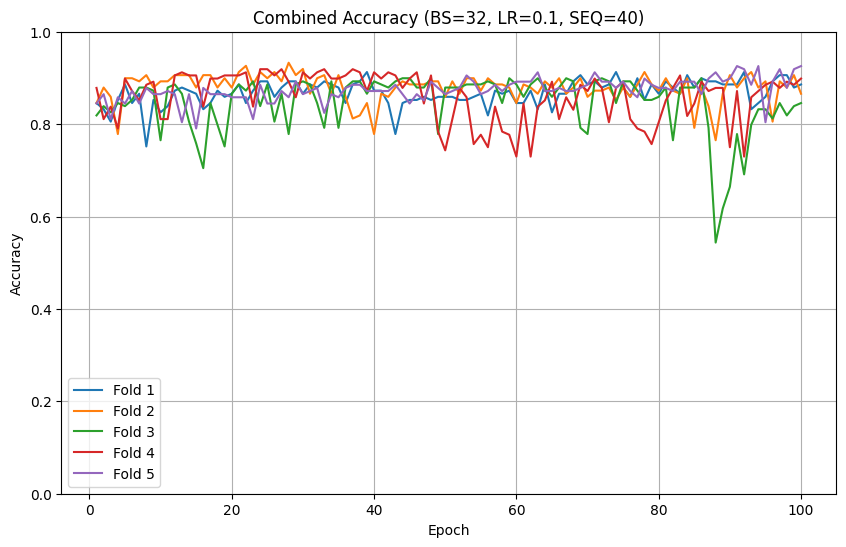 Combined Accuracy (BS=32, LR=0.1, SEQ=40)
1.0
0.8
0.6
0.4
0.2
0.0
Accuracy
Fold 1
Fold 2
Fold 3
Fold 4
Fold 5
0 20 40 60 80 100
Epoch